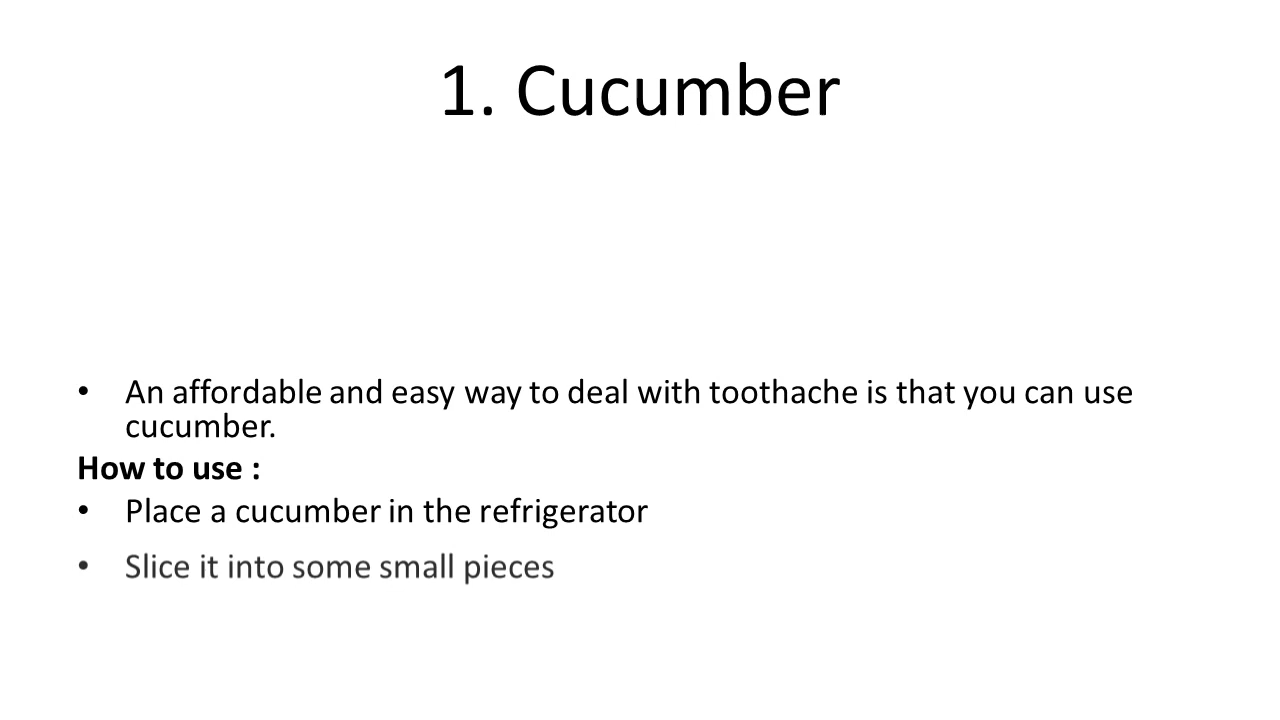 1. Cucumber
• An affordable and easy way to deal with toothache is that you can use
cucumber.
How to use :
• Place a cucumber in the refrigerator
• Slice it into some small pieces